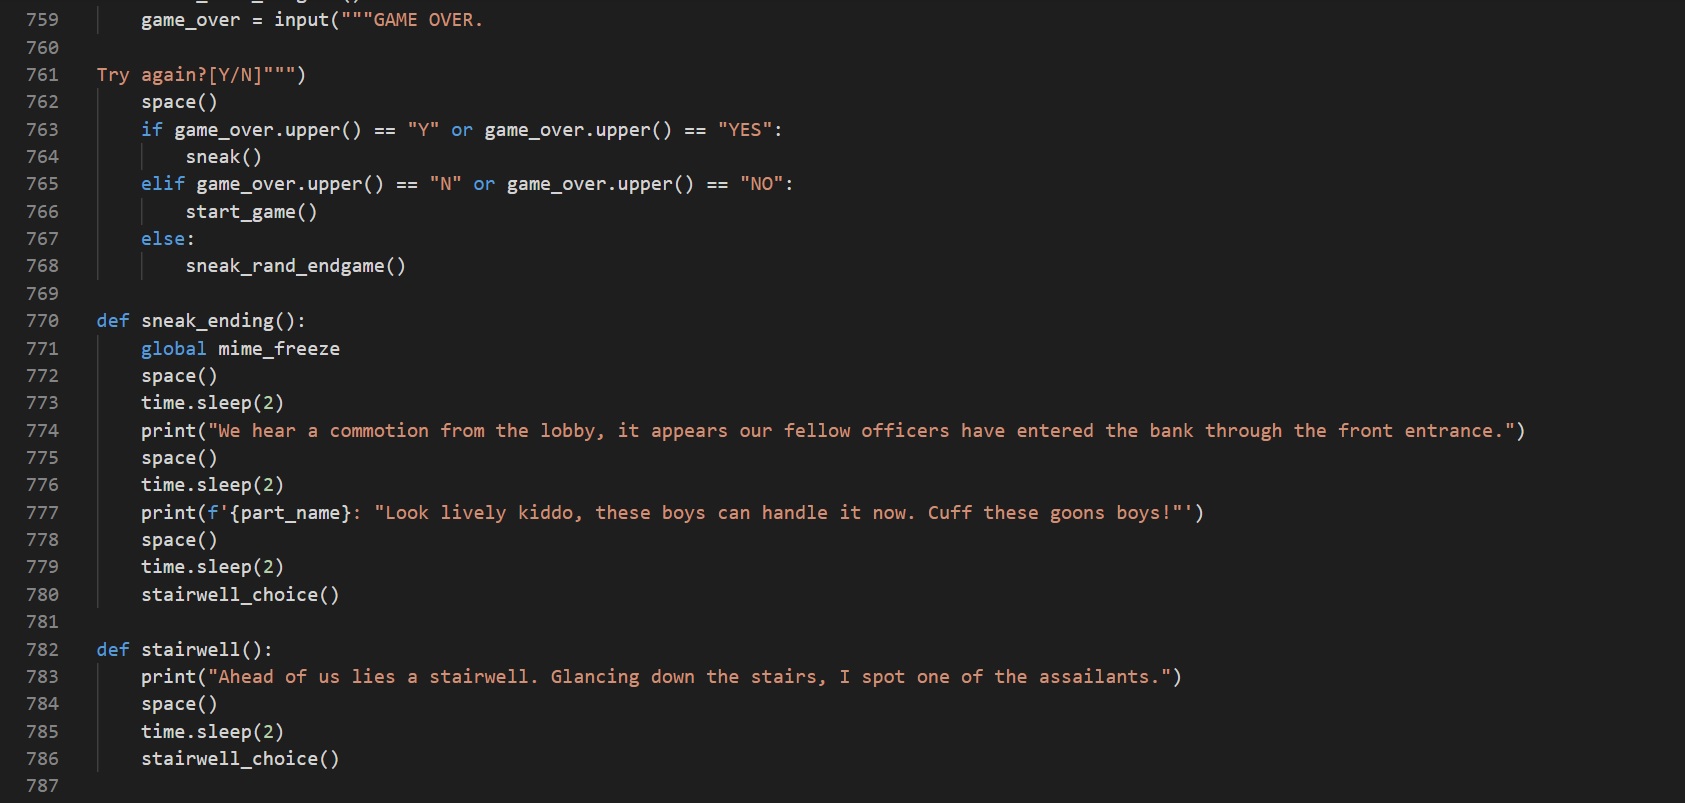 759 game_over = input("""GAME OVER.
760
761 Try again?[Y/N]""")
762 space()
763 if game_over.upper() == "Y" or game_over.upper() == "YES":
764 sneak()
765 elif game_over.upper() == "N" or game_over.upper() == "NO":
766 start_game()
767 else:
768 sneak_rand_endgame()
769
770 def sneak_ending():
771 global mime_freeze
772 space()
773 time.sleep(2)
774 print("We hear a commotion from the lobby, it appears our fellow officers have entered the bank through the front entrance.")
775 space()
776 time.sleep(2)
777 print(f'{part_name}: "Look lively kiddo, these boys can handle it now. Cuff these goons boys!"')
778 space()
779 time.sleep(2)
780 stairwell_choice()
781
782 def stairwell():
783 print("Ahead of us lies a stairwell. Glancing down the stairs, I spot one of the assailants.")
784 space()
785 time.sleep(2)
786 stairwell_choice()
787